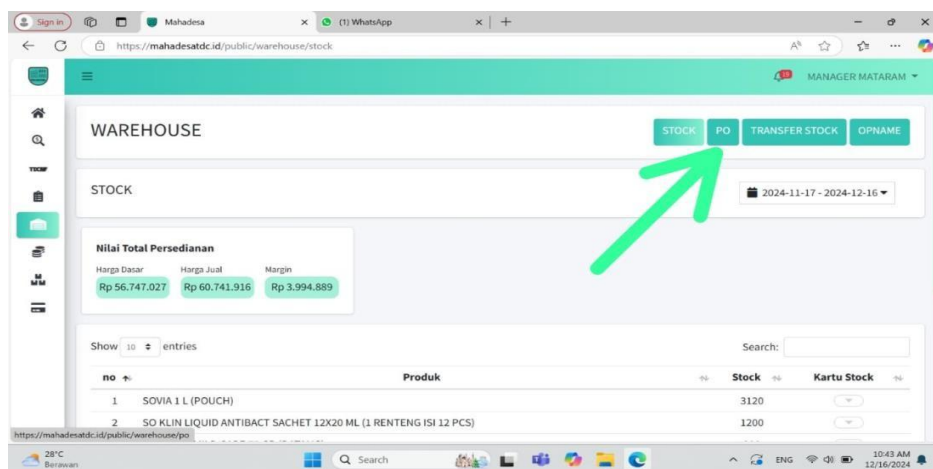 Sign in
Mahadesa
(1) WhatsApp
https://mahadesatdc.id/public/warehouse/stock
MANAGER MATARAM
WAREHOUSE
STOCK PO TRANSFER STOCK OPNAME
STOCK
2024-11-17 - 2024-12-16
Nilai Total Persedianan
Harga Dasar Harga Jual Margin
Rp 56.747.027 Rp 60.741.916 Rp 3.994.889
Show 10 entries
Search:
no Produk Stock Kartu Stock
1 SOVIA 1 L (POUCH) 3120
2 SO KLIN LIQUID ANTIBACT SACHET 12X20 ML (1 RENTENG ISI 12 PCS) 1200
https://mahadesatdc.id/public/warehouse/po
28°C
Berawan
Search
ENG
10:43 AM
12/16/2024